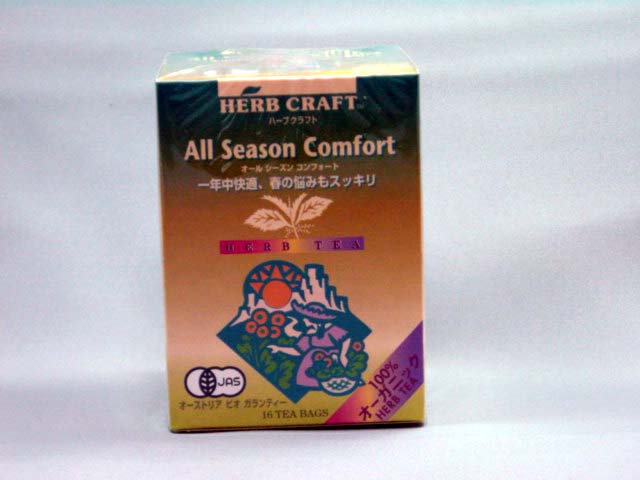 HERB CRAFT
ハーブクラフト
All Season Comfort
オール シーズン コンフォート
一年中快適、春の悩みもスッキリ
HERB TEA
JAS
オーストリア ビオ ガランティー
16 TEA BAGS
100%
オーガニック
HERB TEA